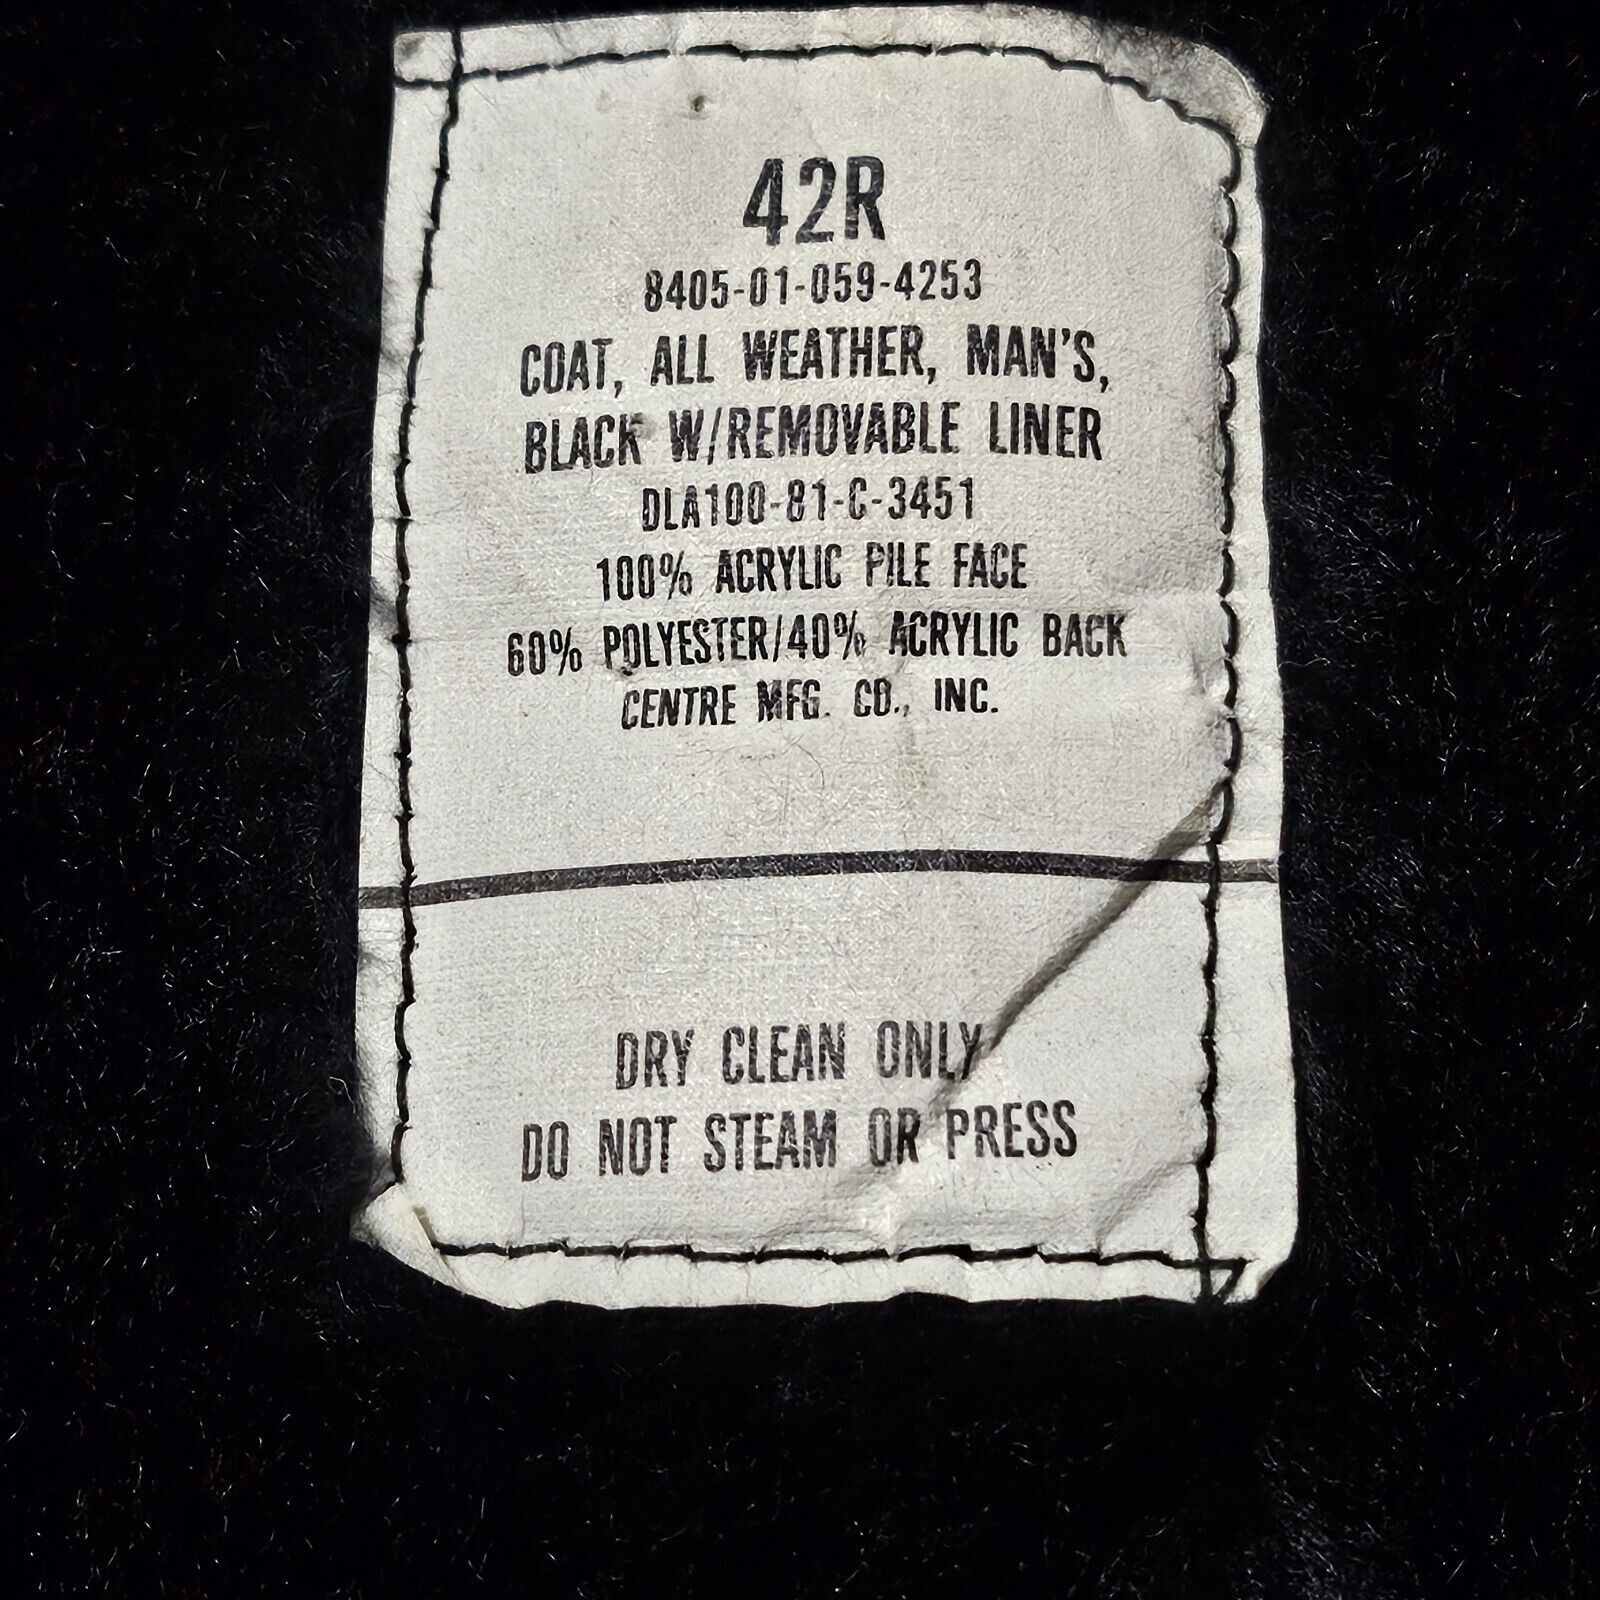 42R
8405-01-059-4253
COAT, ALL WEATHER, MAN'S,
BLACK W/REMOVABLE LINER
DLA100-81-C-3451
100% ACRYLIC PILE FACE
60% POLYESTER/40% ACRYLIC BACK
CENTRE MFG. CO., INC.
DRY CLEAN ONLY
DO NOT STEAM OR PRESS